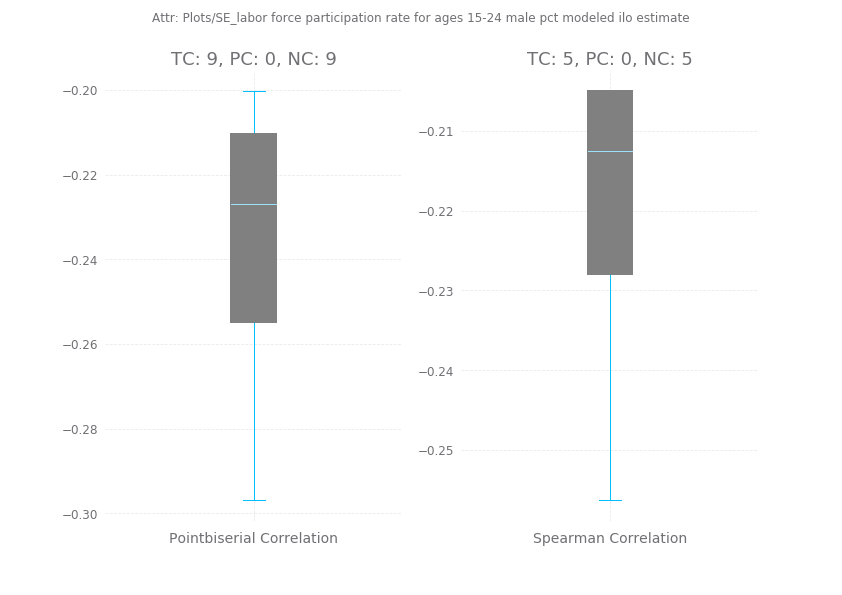 Attr: Plots/SE_labor force participation rate for ages 15-24 male pct modeled ilo estimate
TC: 9, PC: 0, NC: 9
−0.20
−0.22
−0.24
−0.26
−0.28
−0.30
Pointbiserial Correlation
TC: 5, PC: 0, NC: 5
−0.21
−0.22
−0.23
−0.24
−0.25
Spearman Correlation